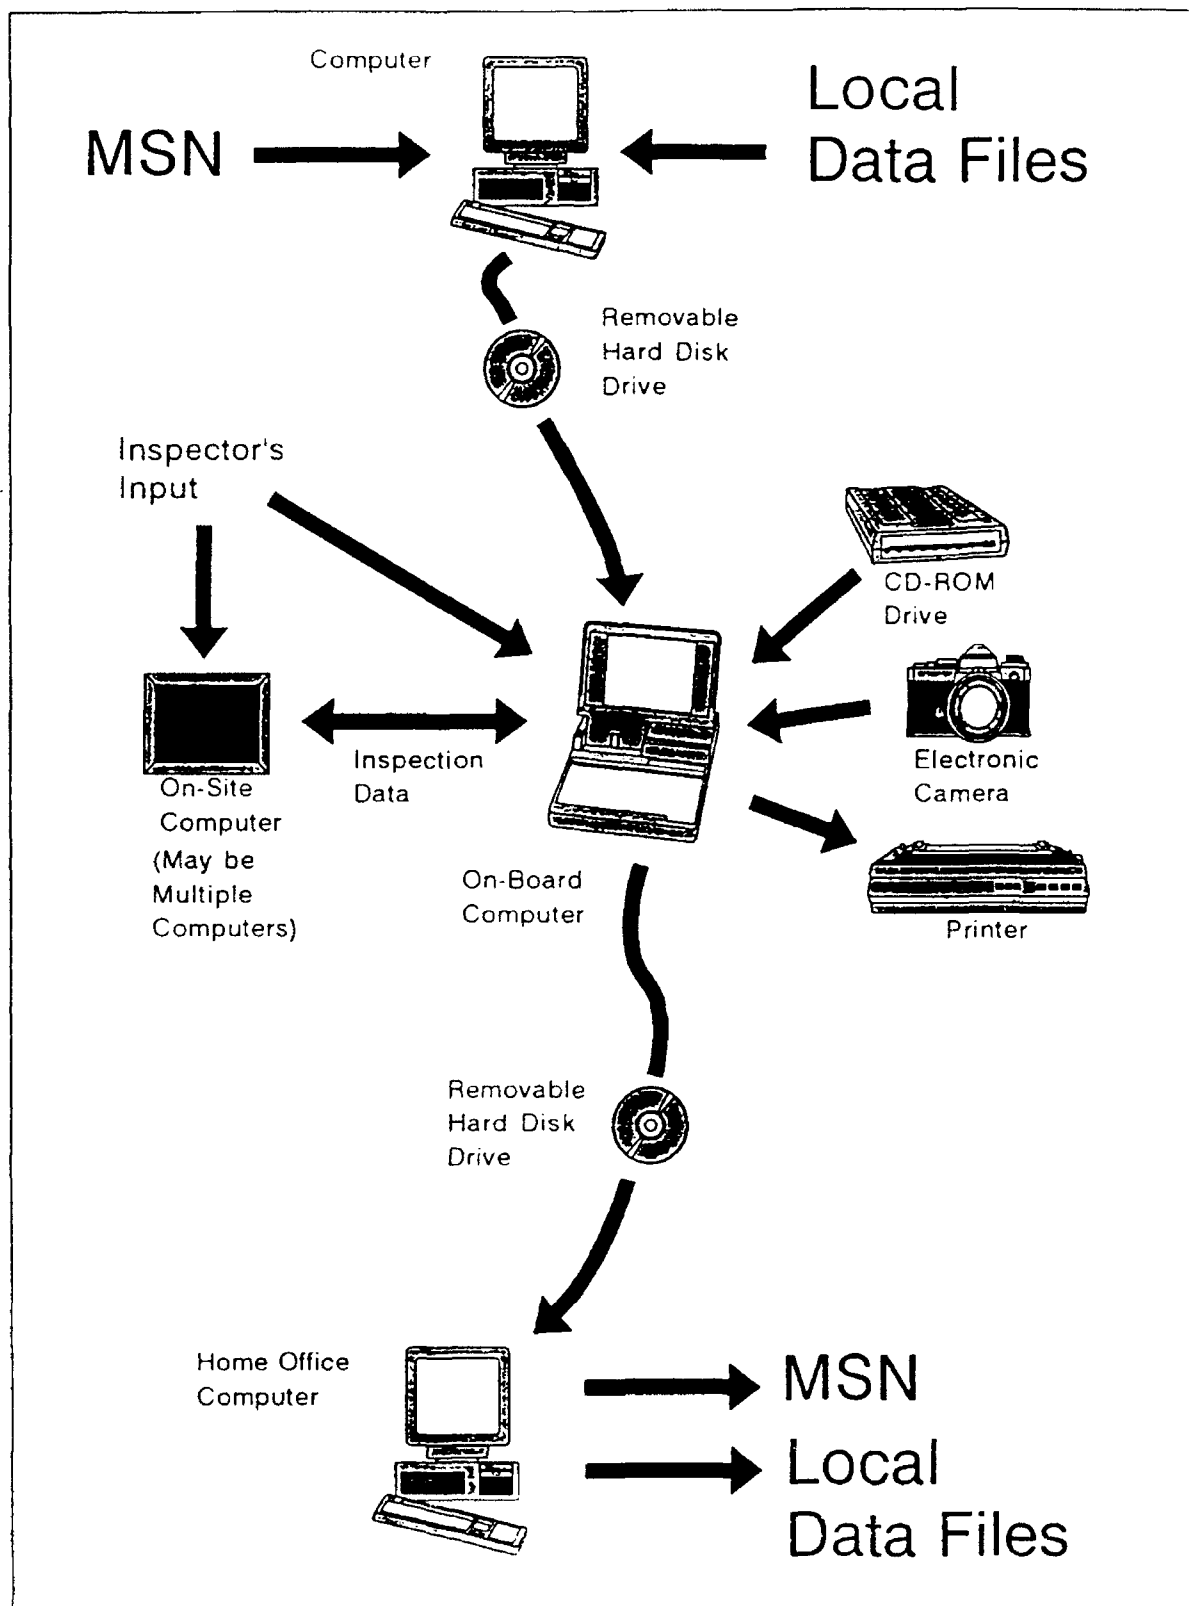 Computer
MSN
Local
Data Files
Removable
Hard Disk
Drive
Inspector's
Input
CD-ROM
Drive
Electronic
Camera
Inspection
Data
On-Site
Computer
(May be
Multiple
Computers)
On-Board
Computer
Printer
Removable
Hard Disk
Drive
Home Office
Computer
MSN
Local
Data Files